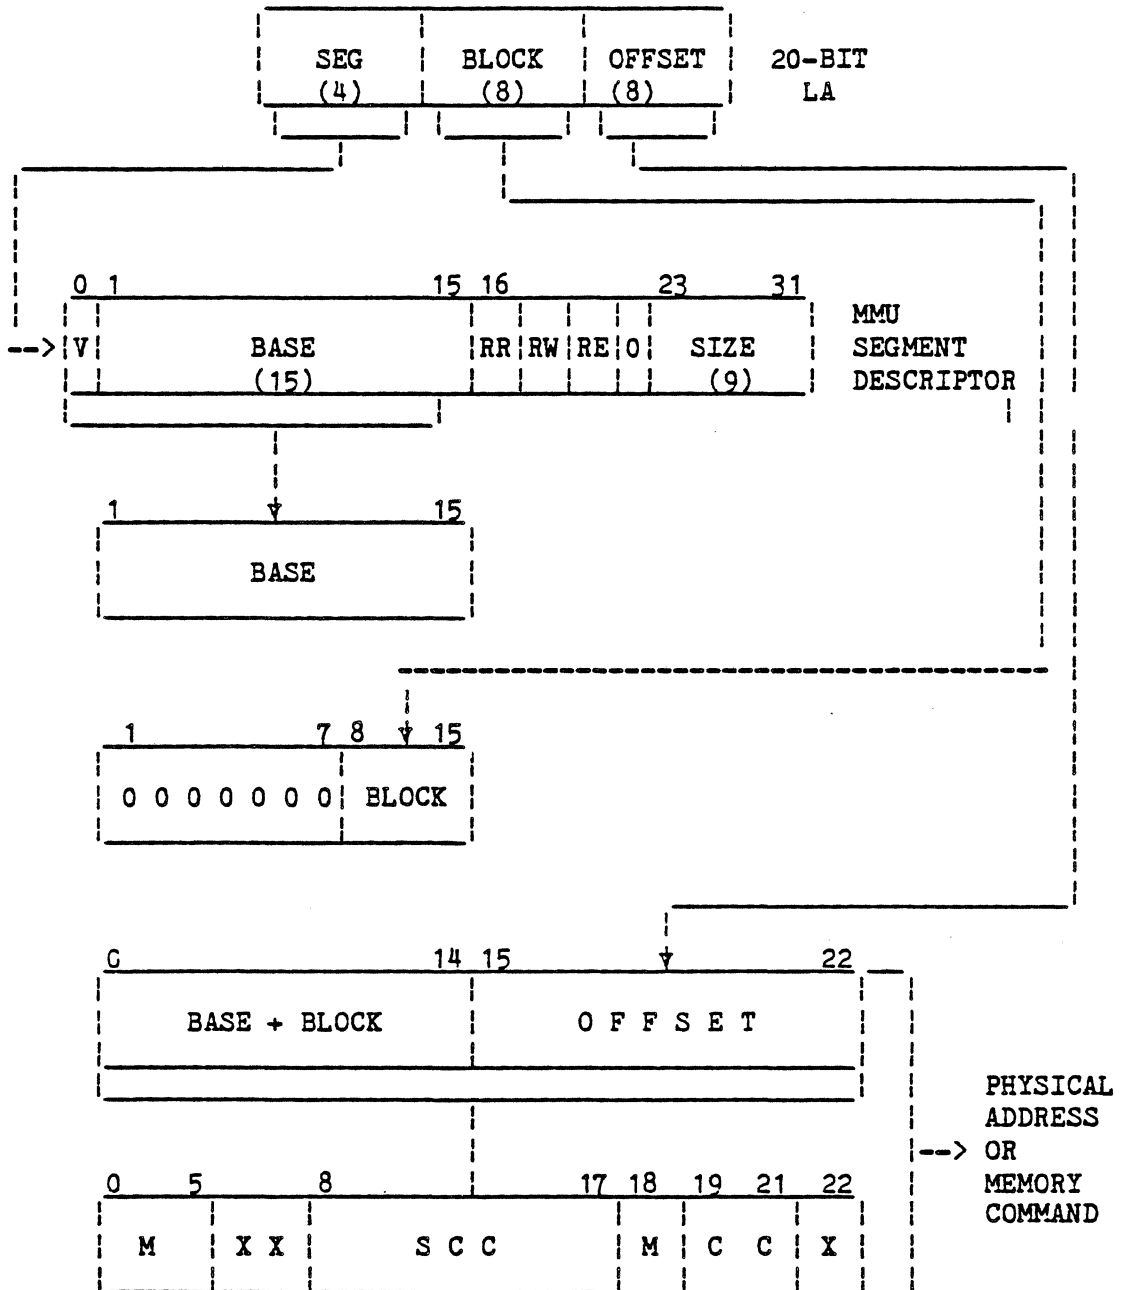 SEG BLOCK OFFSET 20-BIT
(4) (8) (8) LA
0 1 15 16 23 31
MMU
--> V BASE RR RW RE 0 SIZE SEGMENT
(15) (9) DESCRIPTOR
1 15
BASE
1 7 8 15
0 0 0 0 0 0 0 BLOCK
0 14 15 22
BASE + BLOCK O F F S E T
PHYSICAL
ADDRESS
--> OR
0 5 8 17 18 19 21 22 MEMORY
COMMAND
M X X S C C M C C X